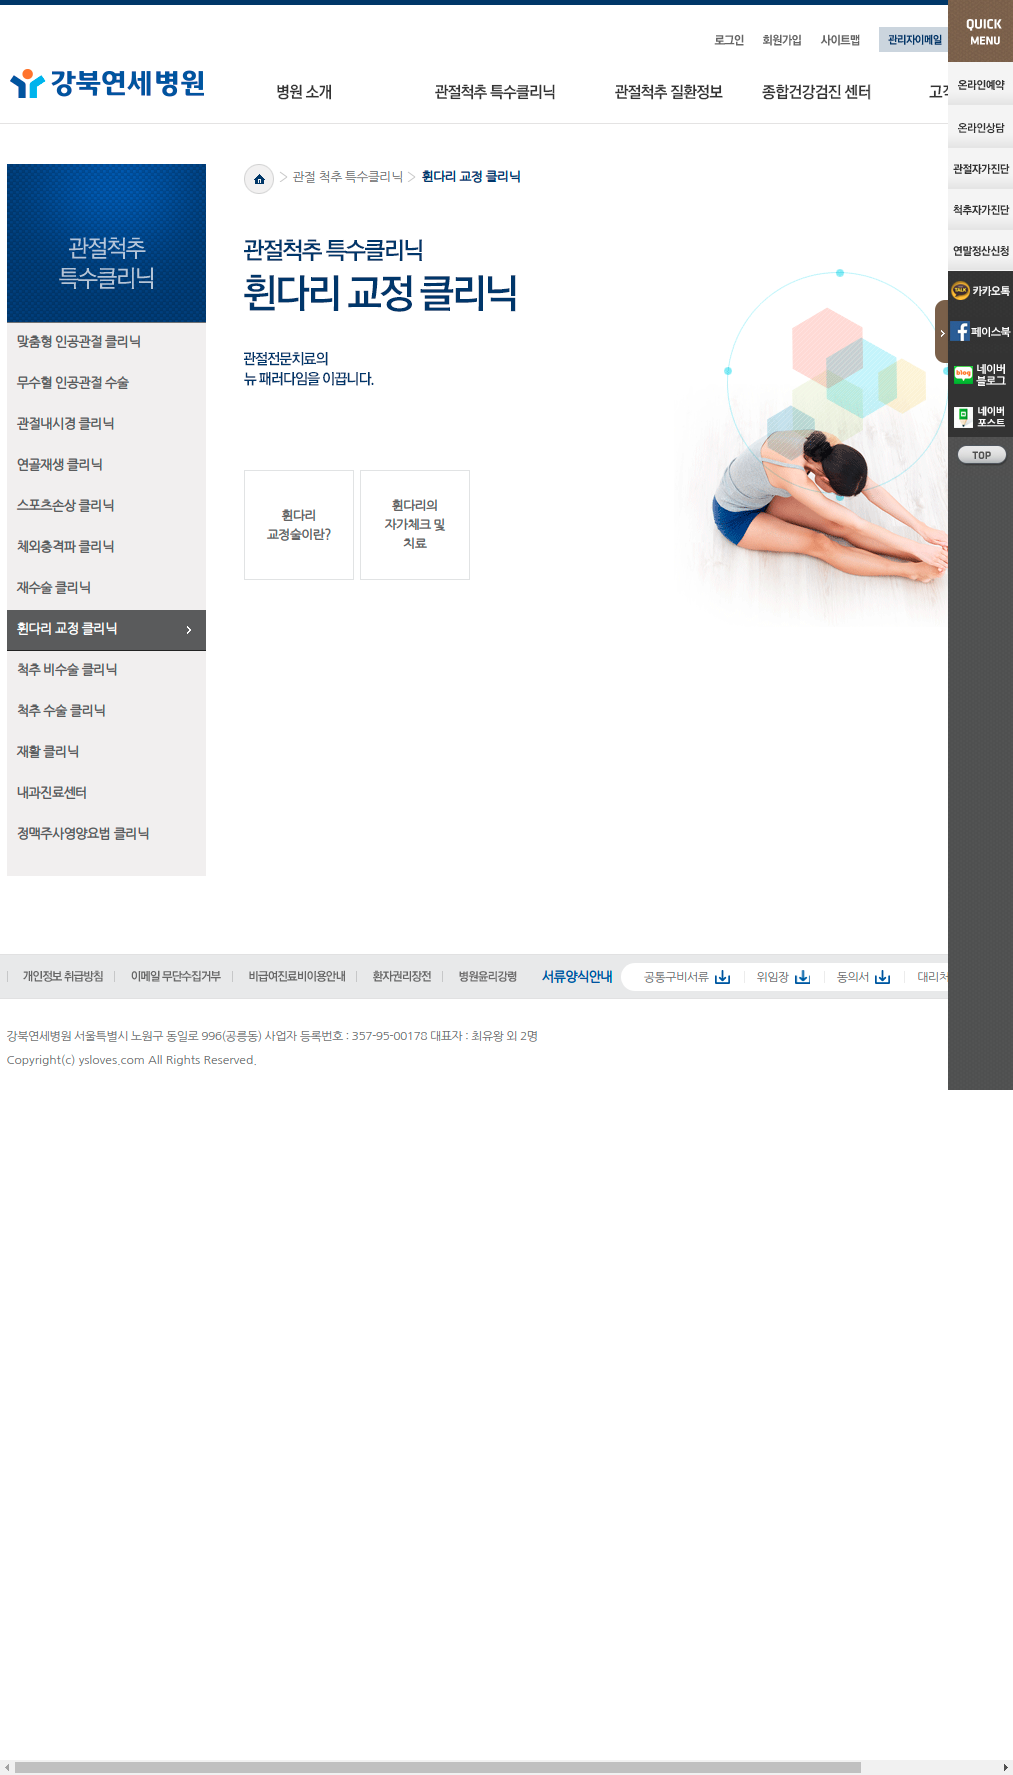 로그인 회원가입 사이트맵 관리자이메일
강북연세병원
병원 소개 관절척추 특수클리닉 관절척추 질환정보 종합건강검진 센터
QUICK
MENU
온라인예약
온라인상담
관절자가진단
척추자가진단
연말정산신청
TALK 카카오톡
페이스북
blog 네이버
블로그
네이버
포스트
TOP
관절척추
특수클리닉
맞춤형 인공관절 클리닉
무수혈 인공관절 수술
관절내시경 클리닉
연골재생 클리닉
스포츠손상 클리닉
체외충격파 클리닉
재수술 클리닉
휜다리 교정 클리닉
척추 비수술 클리닉
척추 수술 클리닉
재활 클리닉
내과진료센터
정맥주사영양요법 클리닉
> 관절 척추 특수클리닉 > 휜다리 교정 클리닉
관절척추 특수클리닉
휜다리 교정 클리닉
관절전문치료의
뉴 패러다임을 이끕니다.
휜다리
교정술이란?
휜다리의
자가체크 및
치료
개인정보 취급방침 이메일 무단수집거부 비급여진료비이용안내 환자권리장전 병원윤리강령 서류양식안내 공통구비서류 위임장 동의서 대리처
강북연세병원 서울특별시 노원구 동일로 996(공릉동) 사업자 등록번호 : 357-95-00178 대표자 : 최유왕 외 2명
Copyright(c) ysloves.com All Rights Reserved.